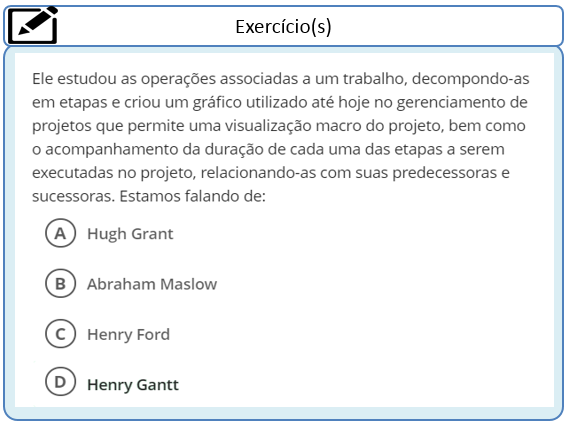 Exercício(s)
Ele estudou as operações associadas a um trabalho, decompondo-as
em etapas e criou um gráfico utilizado até hoje no gerenciamento de
projetos que permite uma visualização macro do projeto, bem como
o acompanhamento da duração de cada uma das etapas a serem
executadas no projeto, relacionando-as com suas predecessoras e
sucessoras. Estamos falando de:
A Hugh Grant
B Abraham Maslow
C Henry Ford
D Henry Gantt